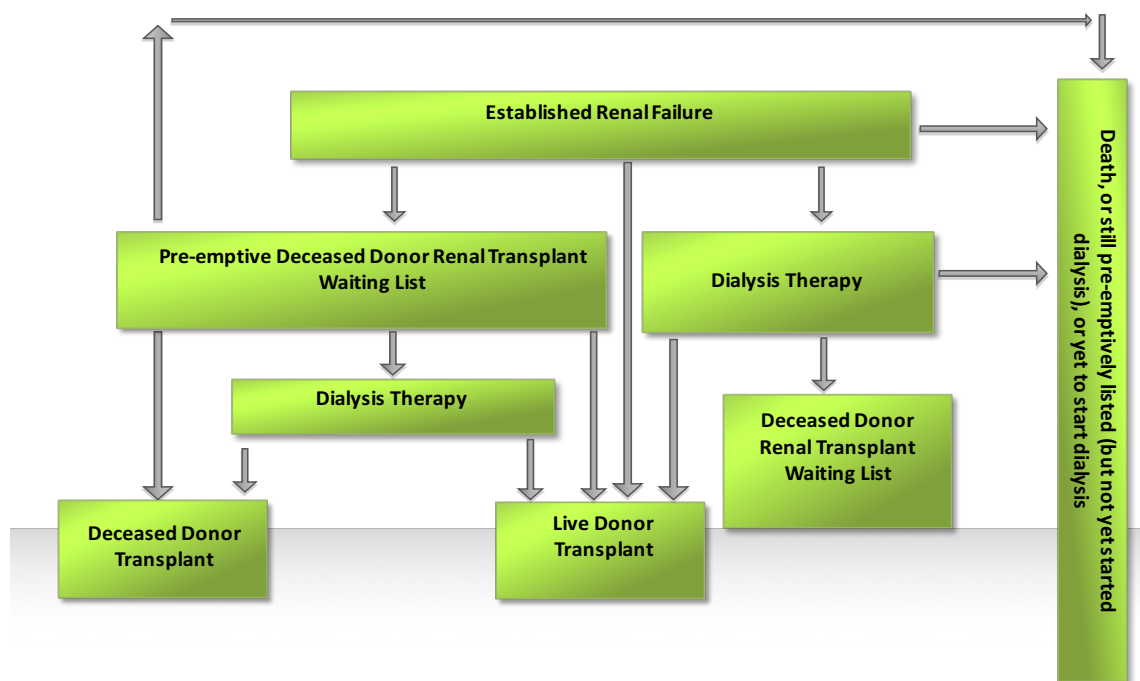 Established Renal Failure
Pre-emptive Deceased Donor Renal Transplant
Waiting List
Dialysis Therapy
Dialysis Therapy
Deceased Donor
Renal Transplant
Waiting List
Deceased Donor
Transplant
Live Donor
Transplant
Death, or still pre-emptively listed (but not yet started
dialysis), or yet to start dialysis